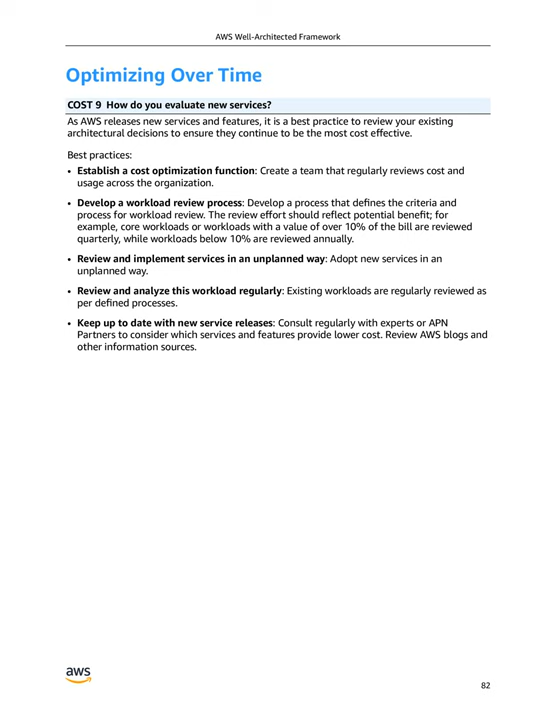 AWS Well-Architected Framework
Optimizing Over Time
COST 9 How do you evaluate new services?
As AWS releases new services and features, it is a best practice to review your existing
architectural decisions to ensure they continue to be the most cost effective.
Best practices:
• Establish a cost optimization function: Create a team that regularly reviews cost and
usage across the organization.
• Develop a workload review process: Develop a process that defines the criteria and
process for workload review. The review effort should reflect potential benefit; for
example, core workloads or workloads with a value of over 10% of the bill are reviewed
quarterly, while workloads below 10% are reviewed annually.
• Review and implement services in an unplanned way: Adopt new services in an
unplanned way.
• Review and analyze this workload regularly: Existing workloads are regularly reviewed as
per defined processes.
• Keep up to date with new service releases: Consult regularly with experts or APN
Partners to consider which services and features provide lower cost. Review AWS blogs and
other information sources.
aws
82